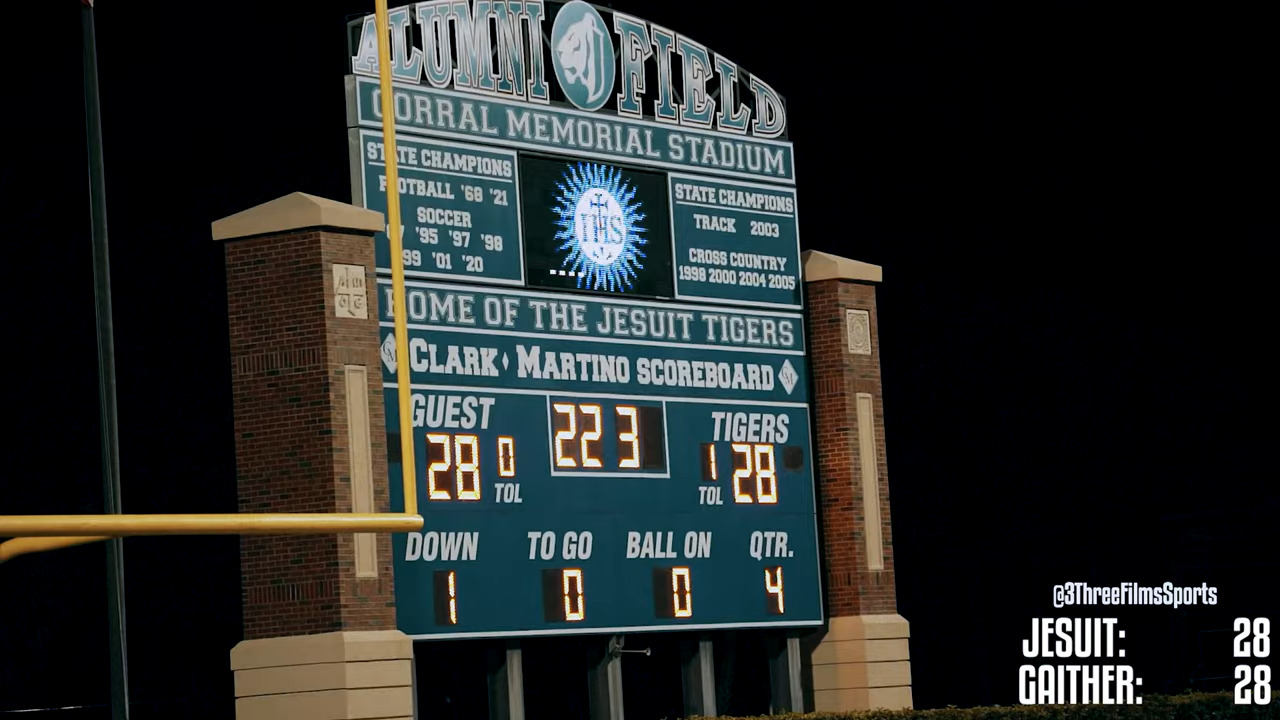 ALUMNI FIELD
CORRAL MEMORIAL STADIUM
STATE CHAMPIONS
FOOTBALL '68 '21
SOCCER
'95 '97 '98
'99 '01 '20
IHS
STATE CHAMPIONS
TRACK 2003
CROSS COUNTRY
1998 2000 2004 2005
HOME OF THE JESUIT TIGERS
CLARK MARTINO SCOREBOARD
GUEST 22 3 TIGERS
28 0 1 28
TOL TOL
DOWN TO GO BALL ON QTR.
1 0 0 4
@3ThreeFilmsSports
JESUIT: 28
GAITHER: 28